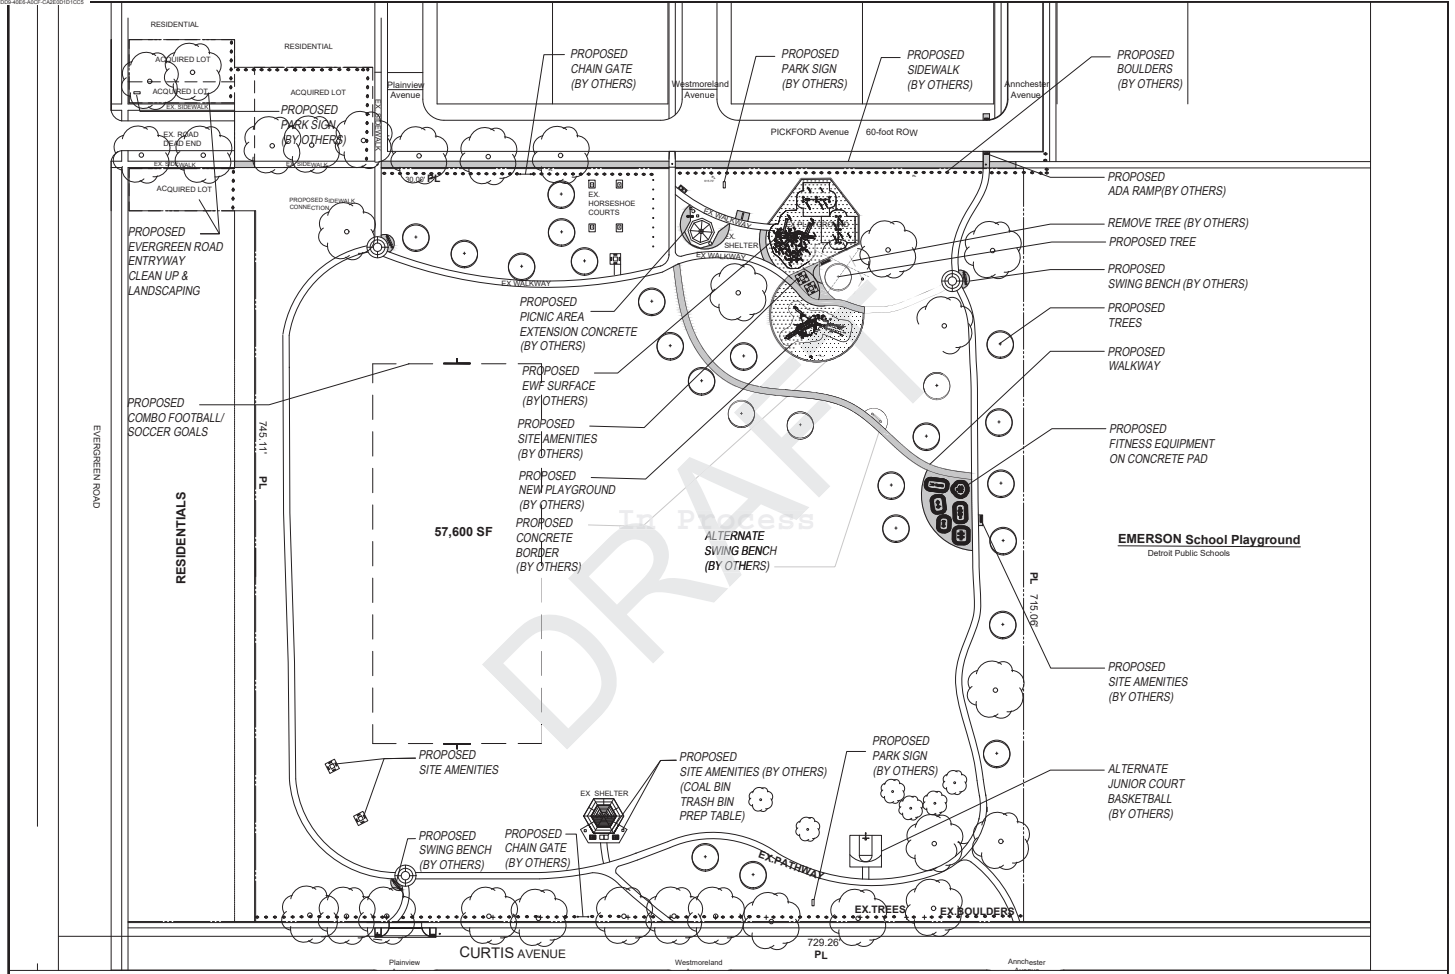 DD9-40E6-A0CF-CA2E0D1D1CC5
RESIDENTIAL
RESIDENTIAL
ACQUIRED LOT
ACQUIRED LOT
ACQUIRED LOT
EX. SIDEWALK
PROPOSED
PARK SIGN
(BY OTHERS)
EX. SIDEWALK
EX. ROAD
DEAD END
EX. SIDEWALK
EX. SIDEWALK
ACQUIRED LOT
PROPOSED SIDEWALK
CONNECTION
PROPOSED
EVERGREEN ROAD
ENTRYWAY
CLEAN UP &
LANDSCAPING
Plainview
Avenue
Westmoreland
Avenue
Annchester
Avenue
PROPOSED
CHAIN GATE
(BY OTHERS)
PROPOSED
PARK SIGN
(BY OTHERS)
PROPOSED
SIDEWALK
(BY OTHERS)
PROPOSED
BOULDERS
(BY OTHERS)
PICKFORD Avenue 60-foot ROW
30.00' PL
EX.
HORSESHOE
COURTS
EX WALKWAY
EX.
SHELTER
EX WALKWAY
EX WALKWAY
PROPOSED
ADA RAMP(BY OTHERS)
REMOVE TREE (BY OTHERS)
PROPOSED TREE
PROPOSED
SWING BENCH (BY OTHERS)
PROPOSED
TREES
PROPOSED
WALKWAY
PROPOSED
FITNESS EQUIPMENT
ON CONCRETE PAD
PROPOSED
PICNIC AREA
EXTENSION CONCRETE
(BY OTHERS)
PROPOSED
EWF SURFACE
(BY OTHERS)
PROPOSED
SITE AMENITIES
(BY OTHERS)
PROPOSED
NEW PLAYGROUND
(BY OTHERS)
PROPOSED
CONCRETE
BORDER
(BY OTHERS)
PROPOSED
COMBO FOOTBALL/
SOCCER GOALS
EVERGREEN ROAD
RESIDENTIALS
745.11' PL
57,600 SF
DRAFT
In Process
ALTERNATE
SWING BENCH
(BY OTHERS)
EMERSON School Playground
Detroit Public Schools
PL 715.06'
PROPOSED
SITE AMENITIES
(BY OTHERS)
PROPOSED
SITE AMENITIES
PROPOSED
SITE AMENITIES (BY OTHERS)
(COAL BIN
TRASH BIN
PREP TABLE)
EX SHELTER
PROPOSED
PARK SIGN
(BY OTHERS)
ALTERNATE
JUNIOR COURT
BASKETBALL
(BY OTHERS)
PROPOSED
SWING BENCH
(BY OTHERS)
PROPOSED
CHAIN GATE
(BY OTHERS)
EX.PATHWAY
EX.TREES
EX.BOULDERS
CURTIS AVENUE
729.26'
PL
Plainview
Westmoreland
Annchester
Avenue